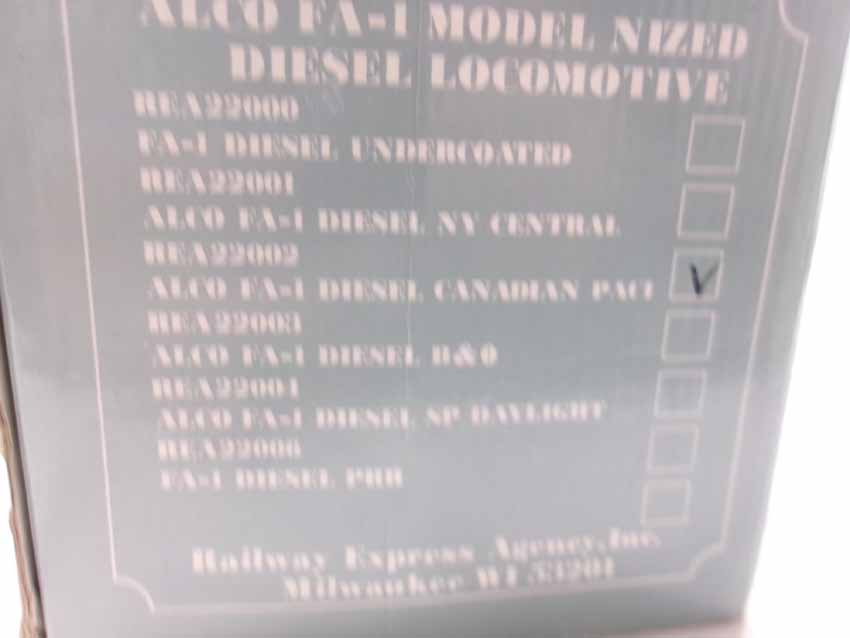 ALCO FA-1 MODEL NIZED
DIESEL LOCOMOTIVE
REA22000
FA-1 DIESEL UNDERCOATED
REA22001
ALCO FA-1 DIESEL NY CENTRAL
REA22002
ALCO FA-1 DIESEL CANADIAN PACI
REA22003
ALCO FA-1 DIESEL B&O
REA22004
ALCO FA-1 DIESEL SP DAYLIGHT
REA22006
FA-1 DIESEL PRR
Railway Express Agency, Inc.
Milwaukee WI 53201